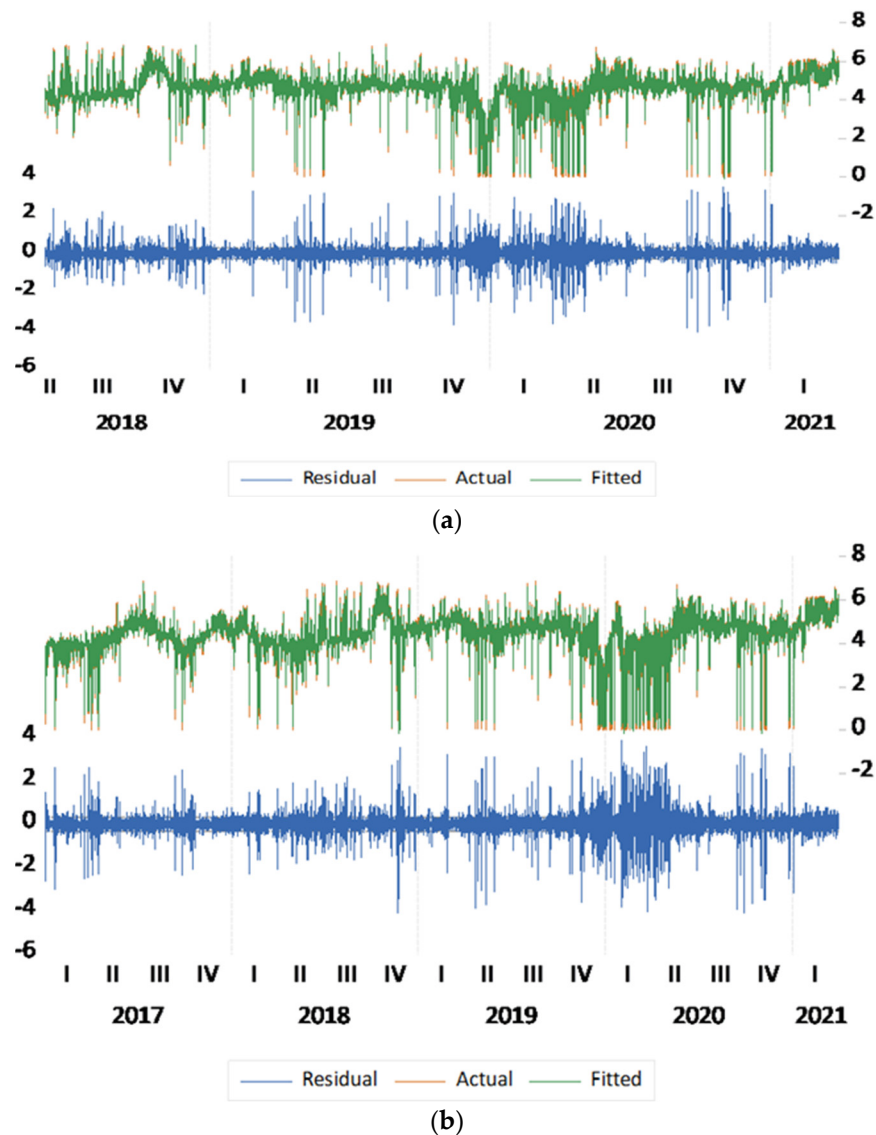 8
6
4
2
4 0
2 -2
0
-2
-4
-6
II III IV I II III IV I II III IV I
2018 2019 2020 2021
Residual Actual Fitted
(a)
8
6
4
2
4 0
2 -2
0
-2
-4
-6
I II III IV I II III IV I II III IV I II III IV I
2017 2018 2019 2020 2021
Residual Actual Fitted
(b)